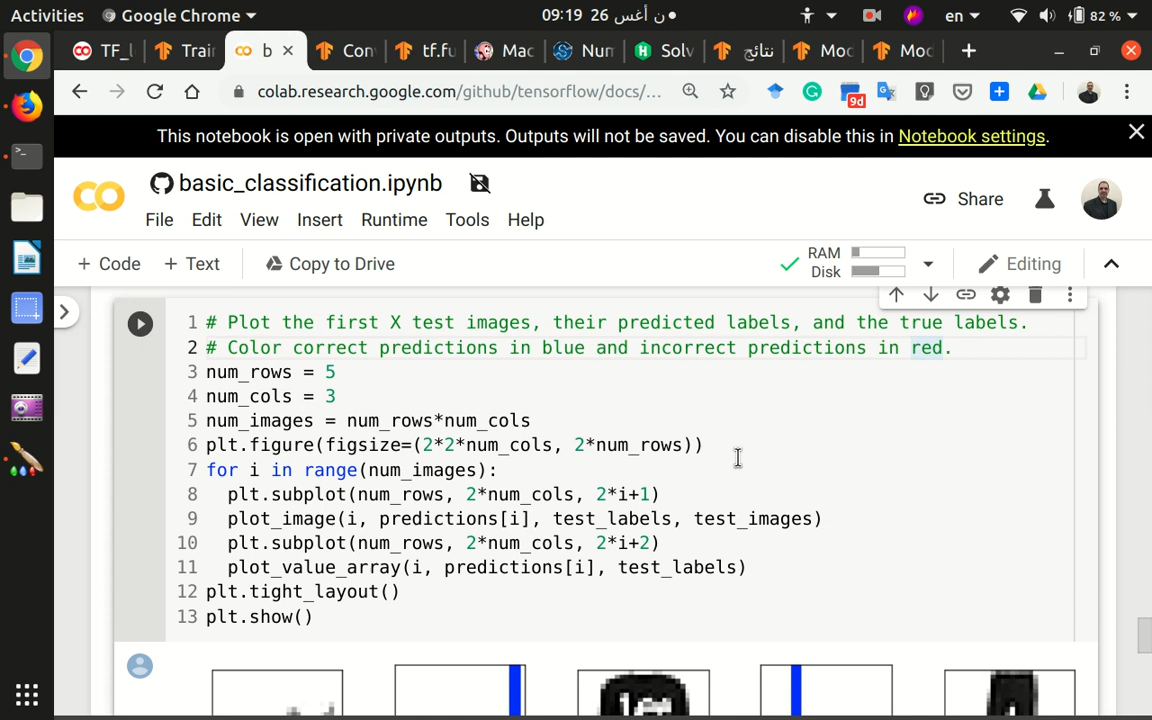 Activities Google Chrome ن أغس 26 09:19 en 82 %
TF_ Trai b Con tf.fu Mac Nun Solv نتائج Moc Mod
colab.research.google.com/github/tensorflow/docs/... 9d
This notebook is open with private outputs. Outputs will not be saved. You can disable this in Notebook settings.
basic_classification.ipynb
Share
File Edit View Insert Runtime Tools Help
+ Code + Text Copy to Drive RAM Disk Editing
1 # Plot the first X test images, their predicted labels, and the true labels.
2 # Color correct predictions in blue and incorrect predictions in red.
3 num_rows = 5
4 num_cols = 3
5 num_images = num_rows*num_cols
6 plt.figure(figsize=(2*2*num_cols, 2*num_rows))
7 for i in range(num_images):
8 plt.subplot(num_rows, 2*num_cols, 2*i+1)
9 plot_image(i, predictions[i], test_labels, test_images)
10 plt.subplot(num_rows, 2*num_cols, 2*i+2)
11 plot_value_array(i, predictions[i], test_labels)
12 plt.tight_layout()
13 plt.show()